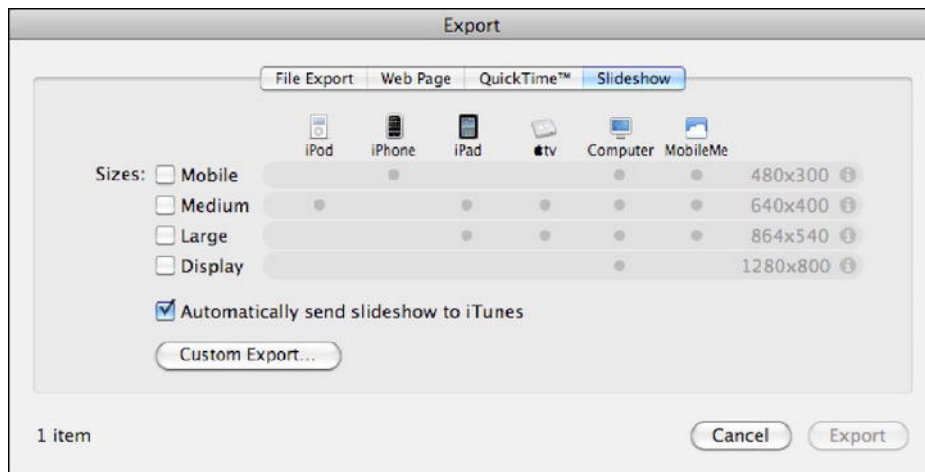 Export
File Export Web Page QuickTime™ Slideshow
iPod iPhone iPad tv Computer MobileMe
Sizes: Mobile 480x300
Medium 640x400
Large 864x540
Display 1280x800
Automatically send slideshow to iTunes
Custom Export...
1 item Cancel Export